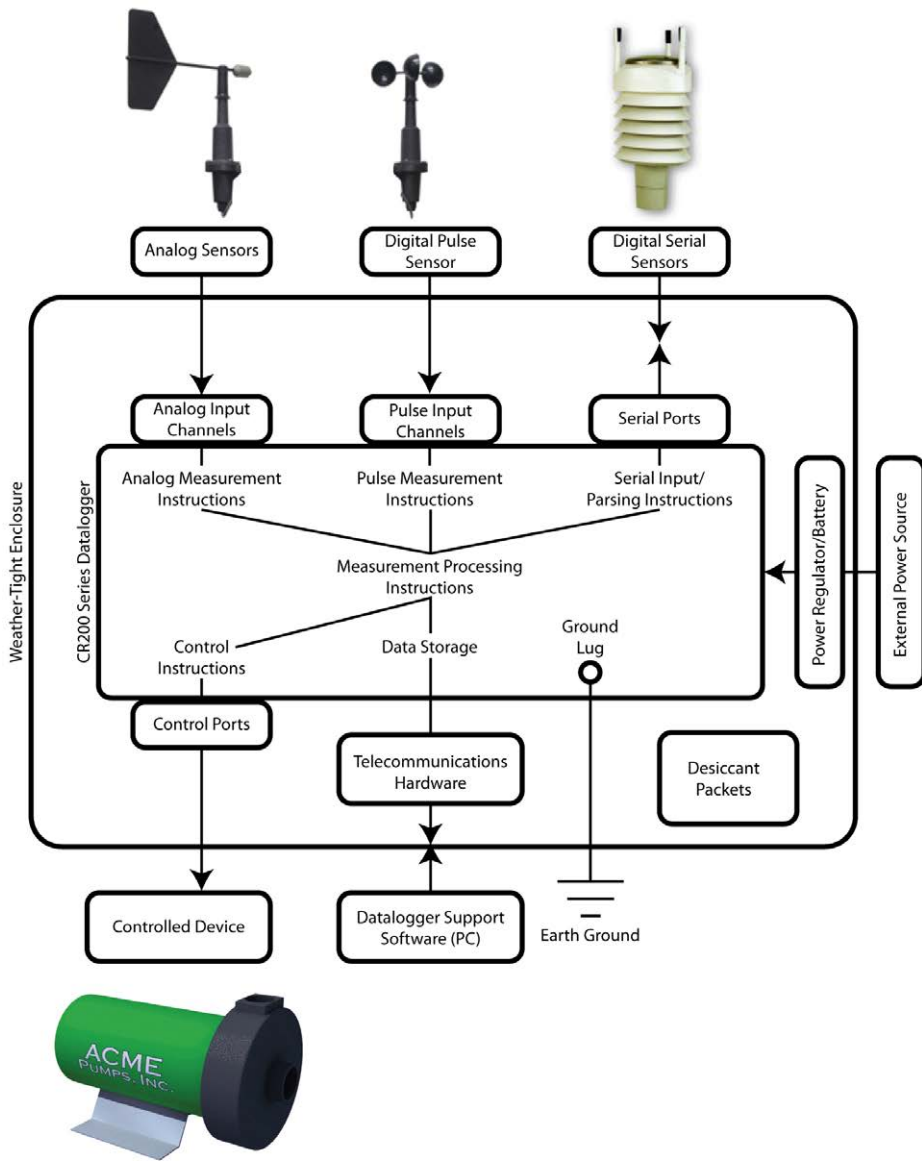 Analog Sensors
Digital Pulse
Sensor
Digital Serial
Sensors
Weather-Tight Enclosure
Analog Input
Channels
Pulse Input
Channels
Serial Ports
CR200 Series Datalogger
Analog Measurement
Instructions
Pulse Measurement
Instructions
Serial Input/
Parsing Instructions
Power Regulator/Battery
External Power Source
Measurement Processing
Instructions
Control
Instructions
Data Storage
Ground
Lug
Control Ports
Telecommunications
Hardware
Desiccant
Packets
Controlled Device
Datalogger Support
Software (PC)
Earth Ground
ACME
PUMPS, INC.